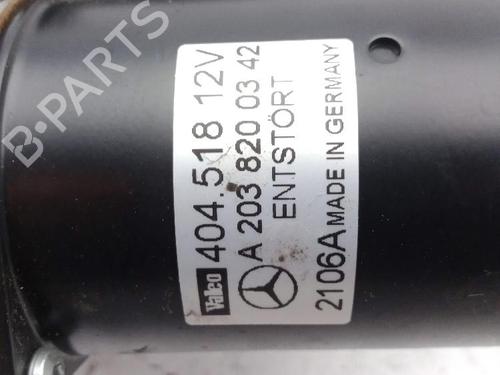 Valeo 404.518 12V
A 203 820 03 42
ENTSTÖRT
2106A MADE IN GERMANY
B-PARTS